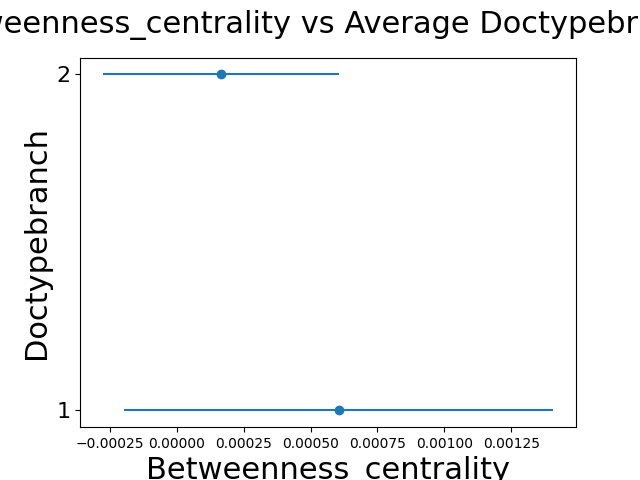 weenness_centrality vs Average Doctypebr
2
Doctypebranch
1
−0.00025 0.00000 0.00025 0.00050 0.00075 0.00100 0.00125
Betweenness_centrality